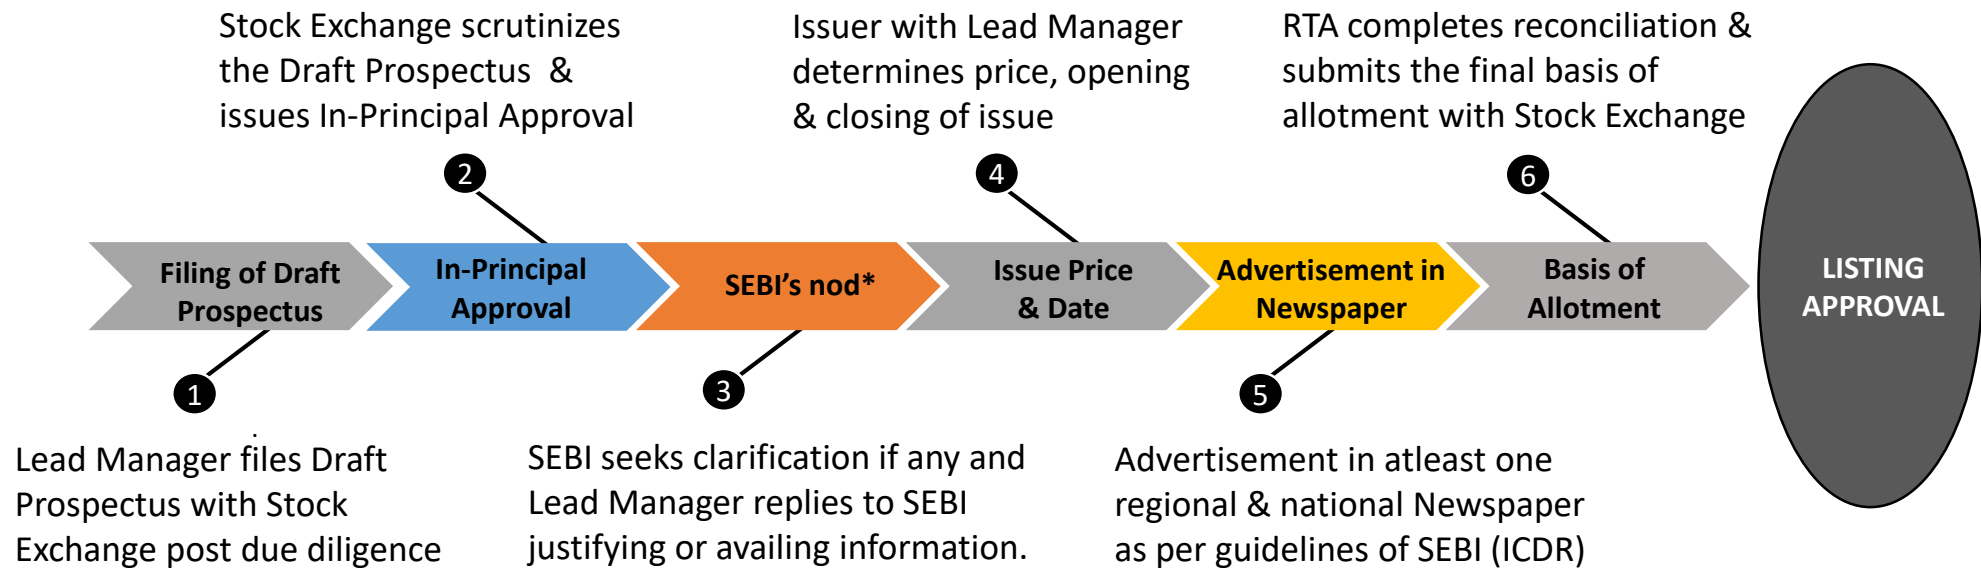 Stock Exchange scrutinizes
the Draft Prospectus &
issues In-Principal Approval
Issuer with Lead Manager
determines price, opening
& closing of issue
RTA completes reconciliation &
submits the final basis of
allotment with Stock Exchange
2
4
6
Filing of Draft
Prospectus
In-Principal
Approval
SEBI's nod*
Issue Price
& Date
Advertisement in
Newspaper
Basis of
Allotment
LISTING
APPROVAL
1
3
5
.
Lead Manager files Draft
Prospectus with Stock
Exchange post due diligence
SEBI seeks clarification if any and
Lead Manager replies to SEBI
justifying or availing information.
Advertisement in atleast one
regional & national Newspaper
as per guidelines of SEBI (ICDR)